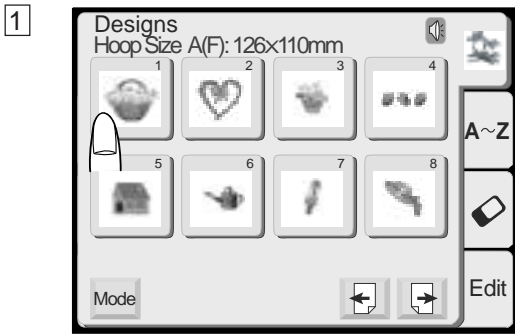 1
Designs
Hoop Size A(F): 126×110mm
1 2 3 4
A~Z
5 6 7 8
Mode
Edit